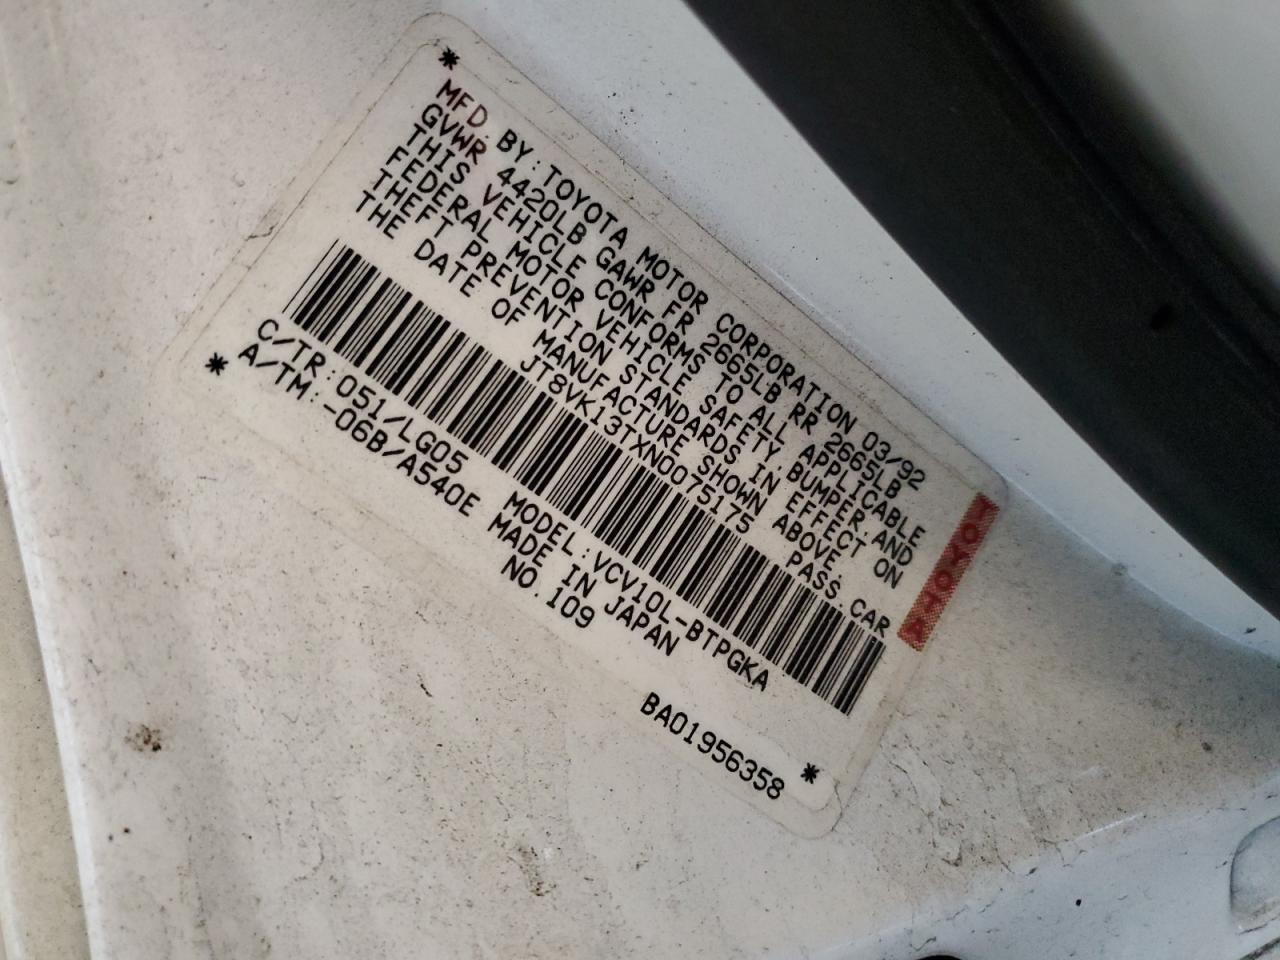 *
MFD. BY:TOYOTA MOTOR CORPORATION 03/92
GVWR 4420LB GAWR FR 2665LB RR 2665LB
THIS VEHICLE CONFORMS TO ALL APPLICABLE
FEDERAL MOTOR VEHICLE SAFETY,BUMPER,AND
THEFT PREVENTION STANDARDS IN EFFECT ON
THE DATE OF MANUFACTURE SHOWN ABOVE.
JT8VK13TXN0075175 PASS.CAR
C/TR:051/LG05 MODEL:VCV10L-BTPGKA
A/TM:-06B/A540E MADE IN JAPAN
* NO.109
BA01956358
*
TOYOTA